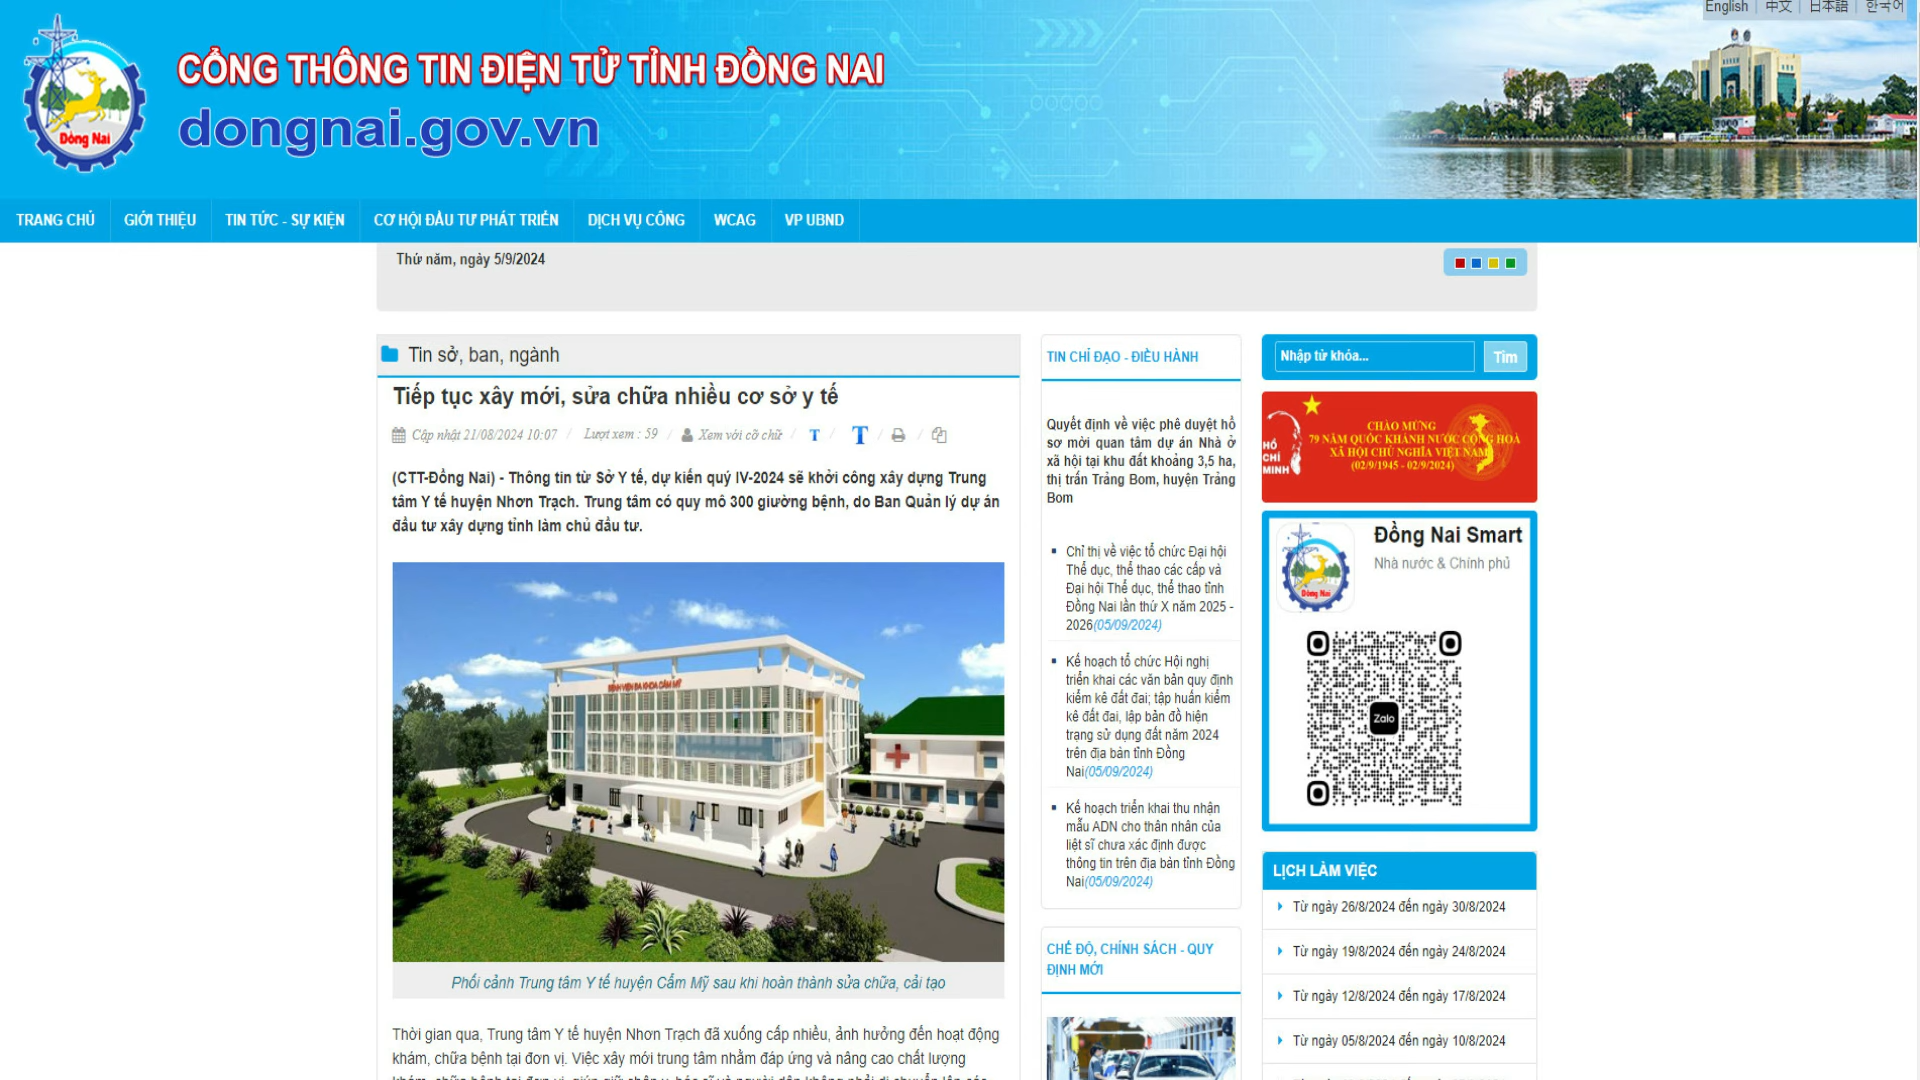 English | 中文 | 日本語 | 한국어
CỔNG THÔNG TIN ĐIỆN TỬ TỈNH ĐỒNG NAI
dongnai.gov.vn
Đồng Nai
TRANG CHỦ
GIỚI THIỆU
TIN TỨC - SỰ KIỆN
CƠ HỘI ĐẦU TƯ PHÁT TRIỂN
DỊCH VỤ CÔNG
WCAG
VP UBND
Thứ năm, ngày 5/9/2024
Tin sở, ban, ngành
Tiếp tục xây mới, sửa chữa nhiều cơ sở y tế
Cập nhật 21/08/2024 10:07 / Lượt xem : 59 / Xem với cỡ chữ / T / T / /
(CTT-Đồng Nai) - Thông tin từ Sở Y tế, dự kiến quý IV-2024 sẽ khởi công xây dựng Trung
tâm Y tế huyện Nhơn Trạch. Trung tâm có quy mô 300 giường bệnh, do Ban Quản lý dự án
đầu tư xây dựng tỉnh làm chủ đầu tư.
BỆNH VIỆN ĐA KHOA CẨM MỸ
Phối cảnh Trung tâm Y tế huyện Cẩm Mỹ sau khi hoàn thành sửa chữa, cải tạo
Thời gian qua, Trung tâm Y tế huyện Nhơn Trạch đã xuống cấp nhiều, ảnh hưởng đến hoạt động
khám, chữa bệnh tại đơn vị. Việc xây mới trung tâm nhằm đáp ứng và nâng cao chất lượng
TIN CHỈ ĐẠO - ĐIỀU HÀNH
Quyết định về việc phê duyệt hồ
sơ mời quan tâm dự án Nhà ở
xã hội tại khu đất khoảng 3,5 ha,
thị trấn Trảng Bom, huyện Trảng
Bom
Chỉ thị về việc tổ chức Đại hội
Thể dục, thể thao các cấp và
Đại hội Thể dục, thể thao tỉnh
Đồng Nai lần thứ X năm 2025 -
2026(05/09/2024)
Kế hoạch tổ chức Hội nghị
triển khai các văn bản quy định
kiểm kê đất đai; tập huấn kiểm
kê đất đai, lập bản đồ hiện
trạng sử dụng đất năm 2024
trên địa bàn tỉnh Đồng
Nai(05/09/2024)
Kế hoạch triển khai thu nhận
mẫu ADN cho thân nhân của
liệt sĩ chưa xác định được
thông tin trên địa bàn tỉnh Đồng
Nai(05/09/2024)
CHẾ ĐỘ, CHÍNH SÁCH - QUY
ĐỊNH MỚI
Nhập từ khóa...
Tìm
HỒ
CHÍ
MINH
CHÀO MỪNG
79 NĂM QUỐC KHÁNH NƯỚC CỘNG HOÀ
XÃ HỘI CHỦ NGHĨA VIỆT NAM
(02/9/1945 - 02/9/2024)
Đồng Nai Smart
Nhà nước & Chính phủ
Đồng Nai
Zalo
LỊCH LÀM VIỆC
Từ ngày 26/8/2024 đến ngày 30/8/2024
Từ ngày 19/8/2024 đến ngày 24/8/2024
Từ ngày 12/8/2024 đến ngày 17/8/2024
Từ ngày 05/8/2024 đến ngày 10/8/2024